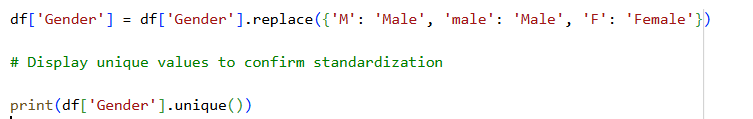 df['Gender'] = df['Gender'].replace({'M': 'Male', 'male': 'Male', 'F': 'Female'})
# Display unique values to confirm standardization
print(df['Gender'].unique())